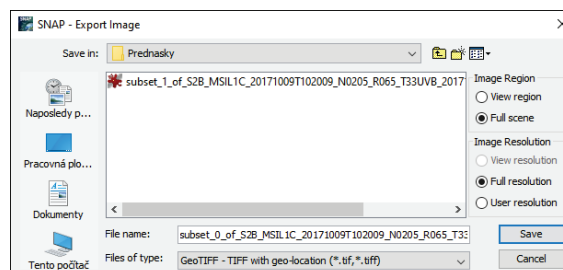 SNAP - Export Image
Save in: Prednasky
subset_1_of_S2B_MSIL1C_20171009T102009_N0205_R065_T33UVB_2017
Naposledy p...
Pracovná plo...
Dokumenty
Tento počítač
Image Region
View region
Full scene
Image Resolution
View resolution
Full resolution
User resolution
File name: subset_0_of_S2B_MSIL1C_20171009T102009_N0205_R065_T33
Save
Files of type: GeoTIFF - TIFF with geo-location (*.tif,*.tiff)
Cancel